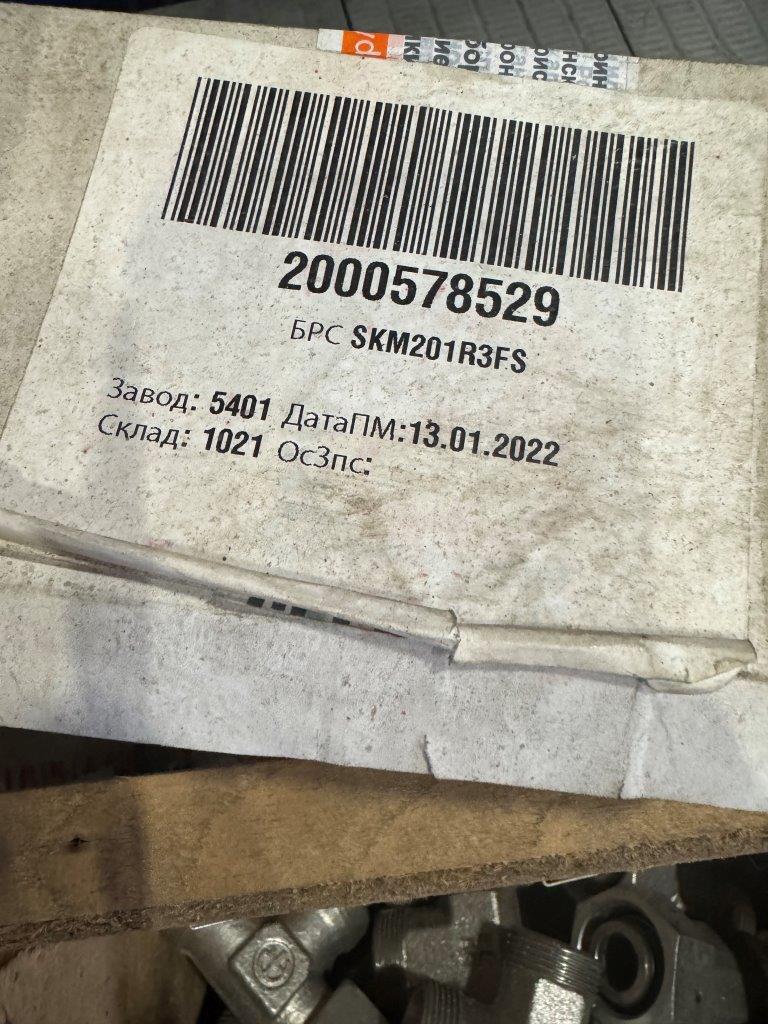 2000578529
БРС SKM201R3FS
Завод: 5401 ДатаПМ:13.01.2022
Склад: 1021 ОсЗпс: